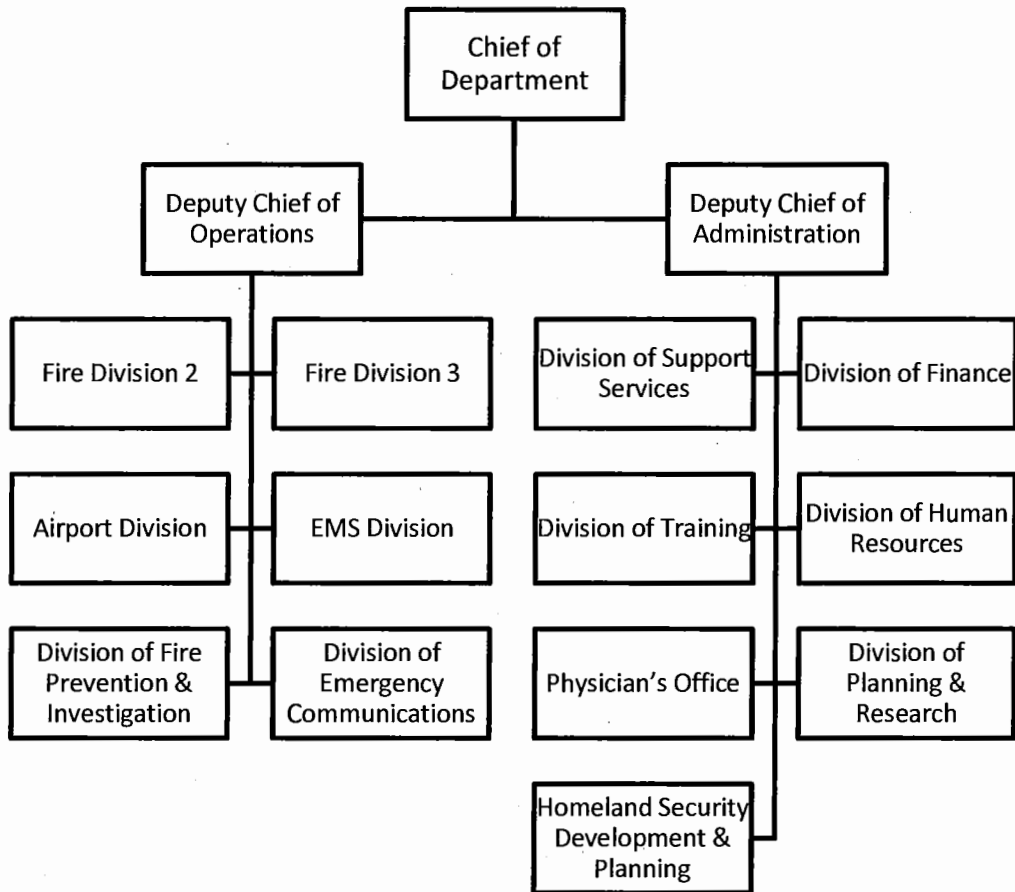 Chief of
Department
Deputy Chief of
Operations
Deputy Chief of
Administration
Fire Division 2
Fire Division 3
Division of Support
Services
Division of Finance
Airport Division
EMS Division
Division of Training
Division of Human
Resources
Division of Fire
Prevention &
Investigation
Division of
Emergency
Communications
Physician's Office
Division of
Planning &
Research
Homeland Security
Development &
Planning